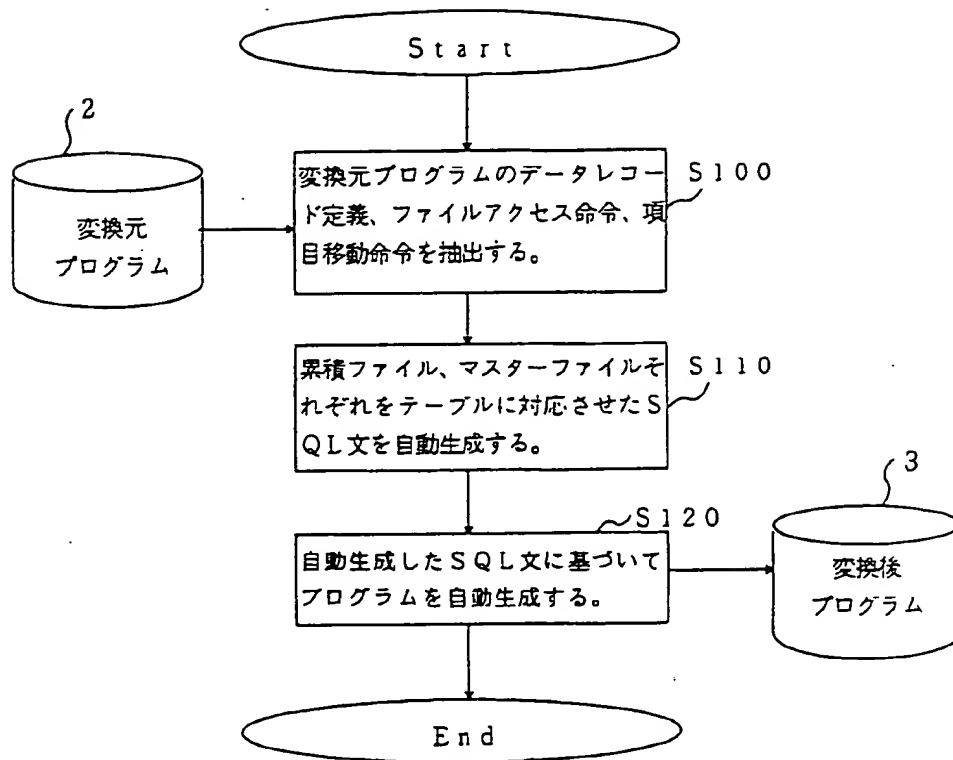 Start
2
変換元
プログラム
変換元プログラムのデータレコー
ド定義、ファイルアクセス命令、項
目移動命令を抽出する。
S100
累積ファイル、マスターファイルそ
れぞれをテーブルに対応させたS
QL文を自動生成する。
S110
自動生成したSQL文に基づいて
プログラムを自動生成する。
S120
3
変換後
プログラム
End